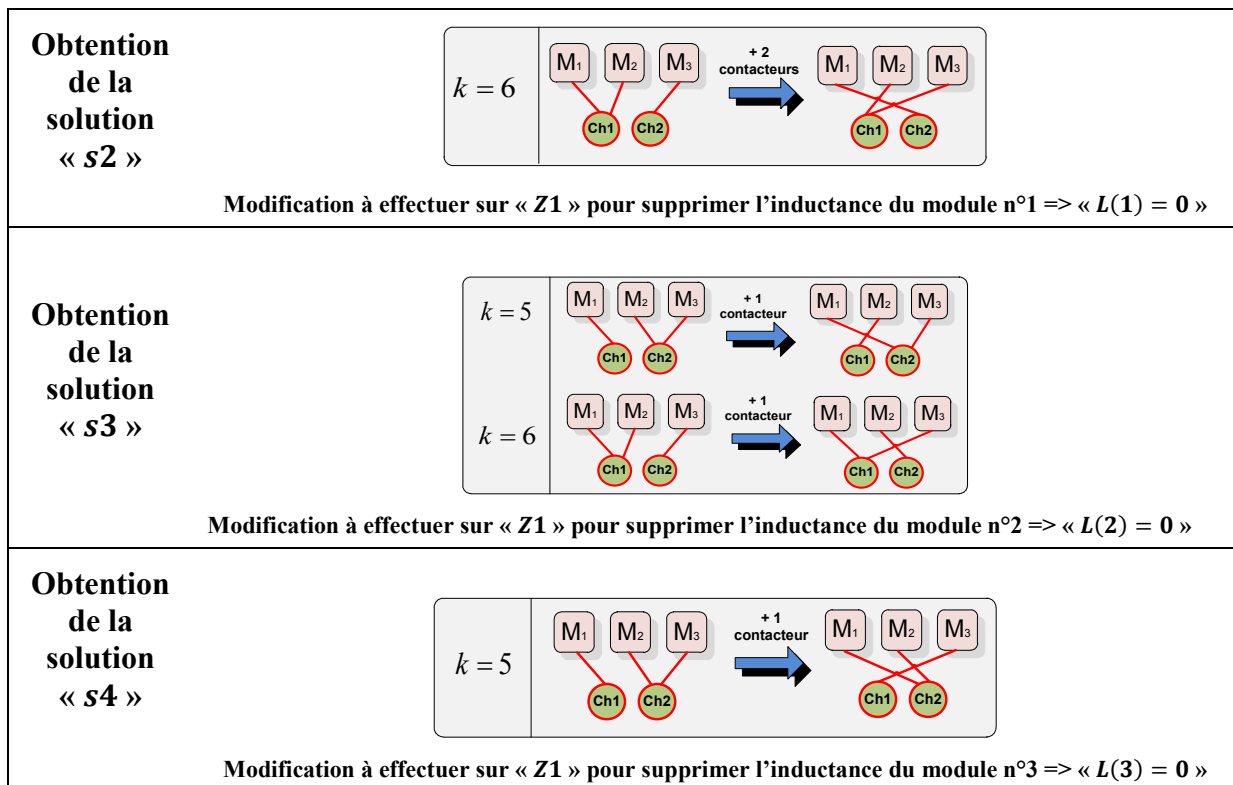 Obtention
de la
solution
« s2 »
k = 6
M1 M2 M3
Ch1 Ch2
+ 2
contacteurs
M1 M2 M3
Ch1 Ch2
Modification à effectuer sur « Z1 » pour supprimer l’inductance du module n°1 => « L(1) = 0 »
Obtention
de la
solution
« s3 »
k = 5
M1 M2 M3
Ch1 Ch2
+ 1
contacteur
M1 M2 M3
Ch1 Ch2
k = 6
M1 M2 M3
Ch1 Ch2
+ 1
contacteur
M1 M2 M3
Ch1 Ch2
Modification à effectuer sur « Z1 » pour supprimer l’inductance du module n°2 => « L(2) = 0 »
Obtention
de la
solution
« s4 »
k = 5
M1 M2 M3
Ch1 Ch2
+ 1
contacteur
M1 M2 M3
Ch1 Ch2
Modification à effectuer sur « Z1 » pour supprimer l’inductance du module n°3 => « L(3) = 0 »